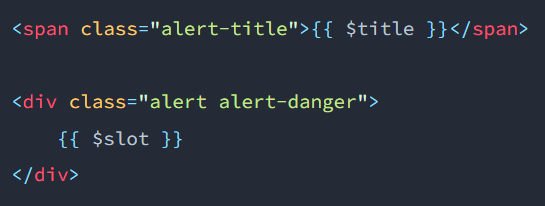 <span class="alert-title">{{ $title }}</span>
<div class="alert alert-danger">
    {{ $slot }}
</div>